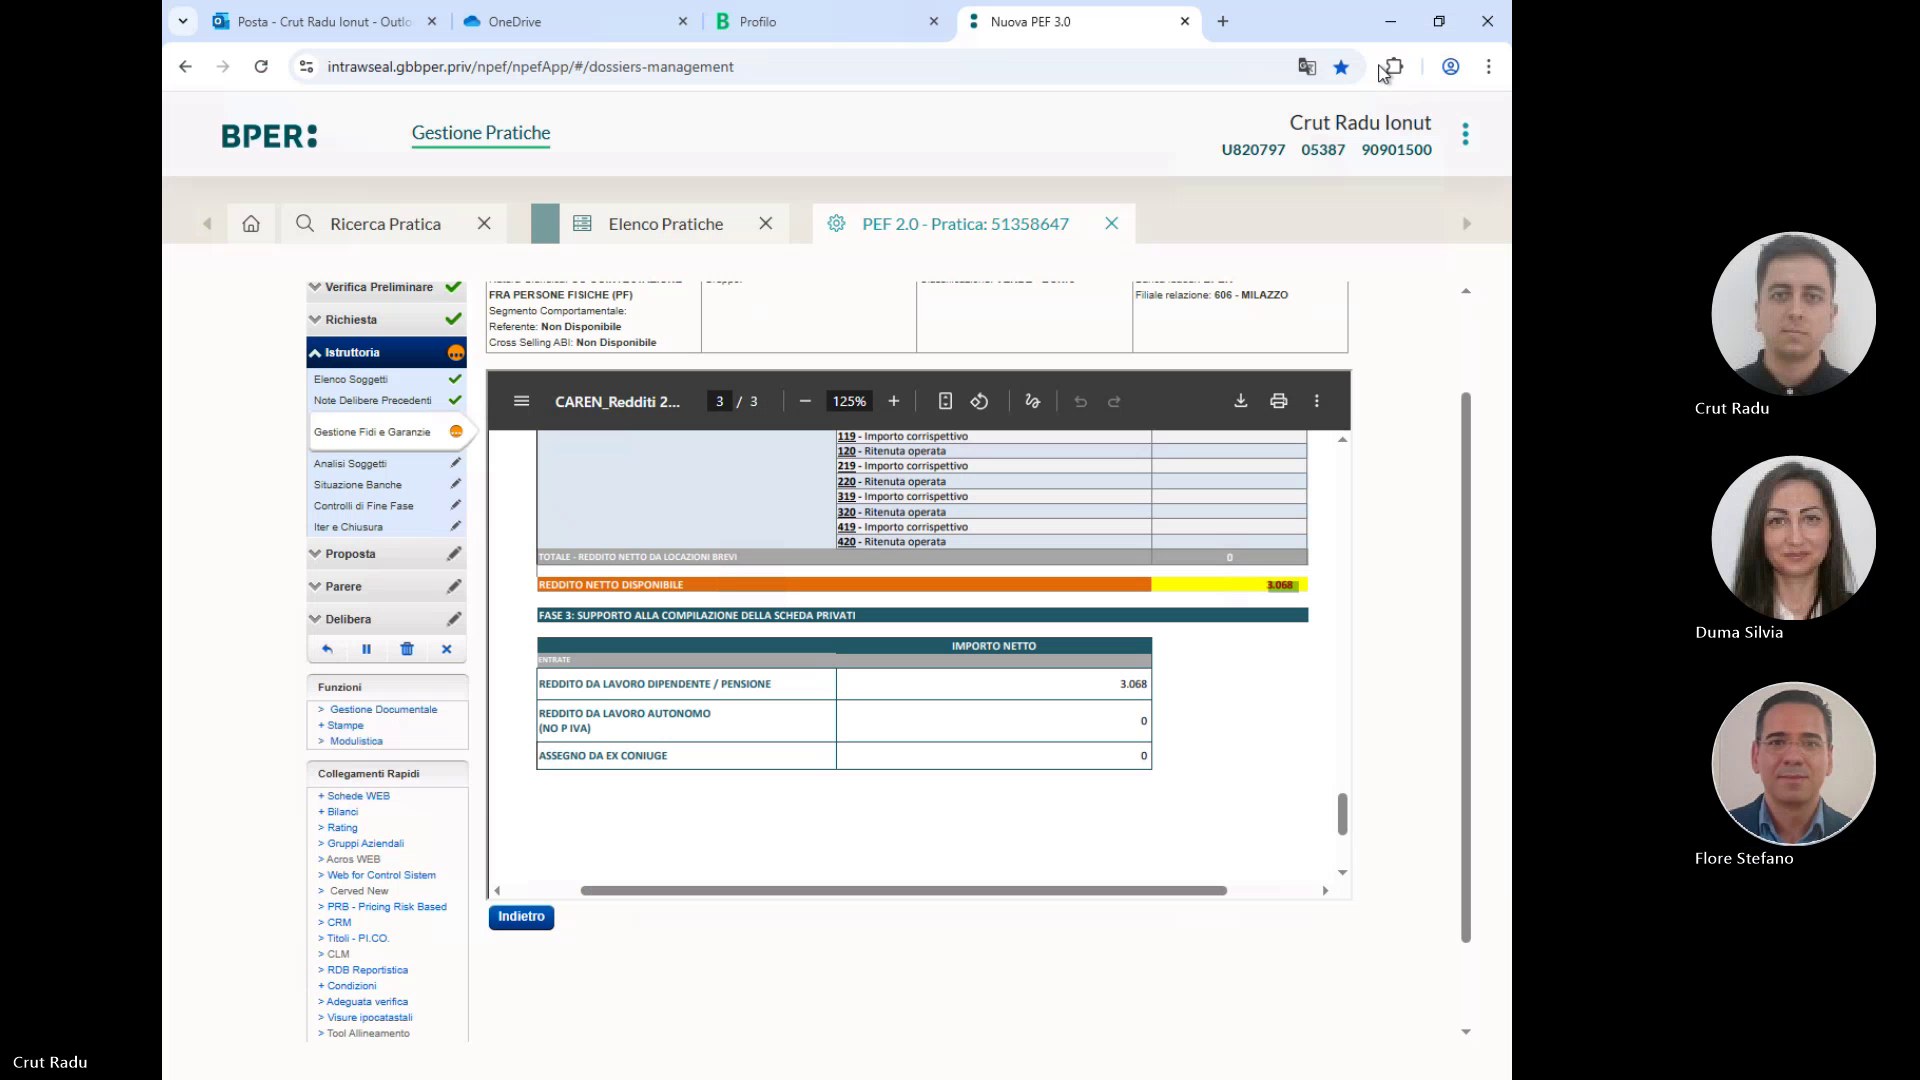 Posta - Crut Radu Ionut - Outlo
OneDrive
Profilo
Nuova PEF 3.0
intrawseal.gbbper.priv/npef/npefApp/#/dossiers-management
BPER:
Gestione Pratiche
Crut Radu Ionut
U820797 05387 90901500
Ricerca Pratica
Elenco Pratiche
PEF 2.0 - Pratica: 51358647
Verifica Preliminare
Richiesta
Istruttoria
Elenco Soggetti
Note Delibere Precedenti
Gestione Fidi e Garanzie
Analisi Soggetti
Situazione Banche
Controlli di Fine Fase
Iter e Chiusura
Proposta
Parere
Delibera
Funzioni
> Gestione Documentale
+ Stampe
> Modulistica
Collegamenti Rapidi
+ Schede WEB
+ Bilanci
> Rating
> Gruppi Aziendali
> Acros WEB
> Web for Control Sistem
> Cerved New
> PRB - Pricing Risk Based
> CRM
> Titoli - PI.CO.
> CLM
> RDB Reportistica
+ Condizioni
> Adeguata verifica
> Visure ipocatastali
> Tool Allineamento
FRA PERSONE FISICHE (PF)
Segmento Comportamentale:
Referente: Non Disponibile
Cross Selling ABI: Non Disponibile
Filiale relazione: 606 - MILAZZO
CAREN_Redditi 2...
3 / 3
125%
119 - Importo corrispettivo
120 - Ritenuta operata
219 - Importo corrispettivo
220 - Ritenuta operata
319 - Importo corrispettivo
320 - Ritenuta operata
419 - Importo corrispettivo
420 - Ritenuta operata
TOTALE - REDDITO NETTO DA LOCAZIONI BREVI 0
REDDITO NETTO DISPONIBILE 3.068
FASE 3: SUPPORTO ALLA COMPILAZIONE DELLA SCHEDA PRIVATI
IMPORTO NETTO
ENTRATE
REDDITO DA LAVORO DIPENDENTE / PENSIONE 3.068
REDDITO DA LAVORO AUTONOMO
(NO P IVA) 0
ASSEGNO DA EX CONIUGE 0
Indietro
Crut Radu
Duma Silvia
Flore Stefano
Crut Radu